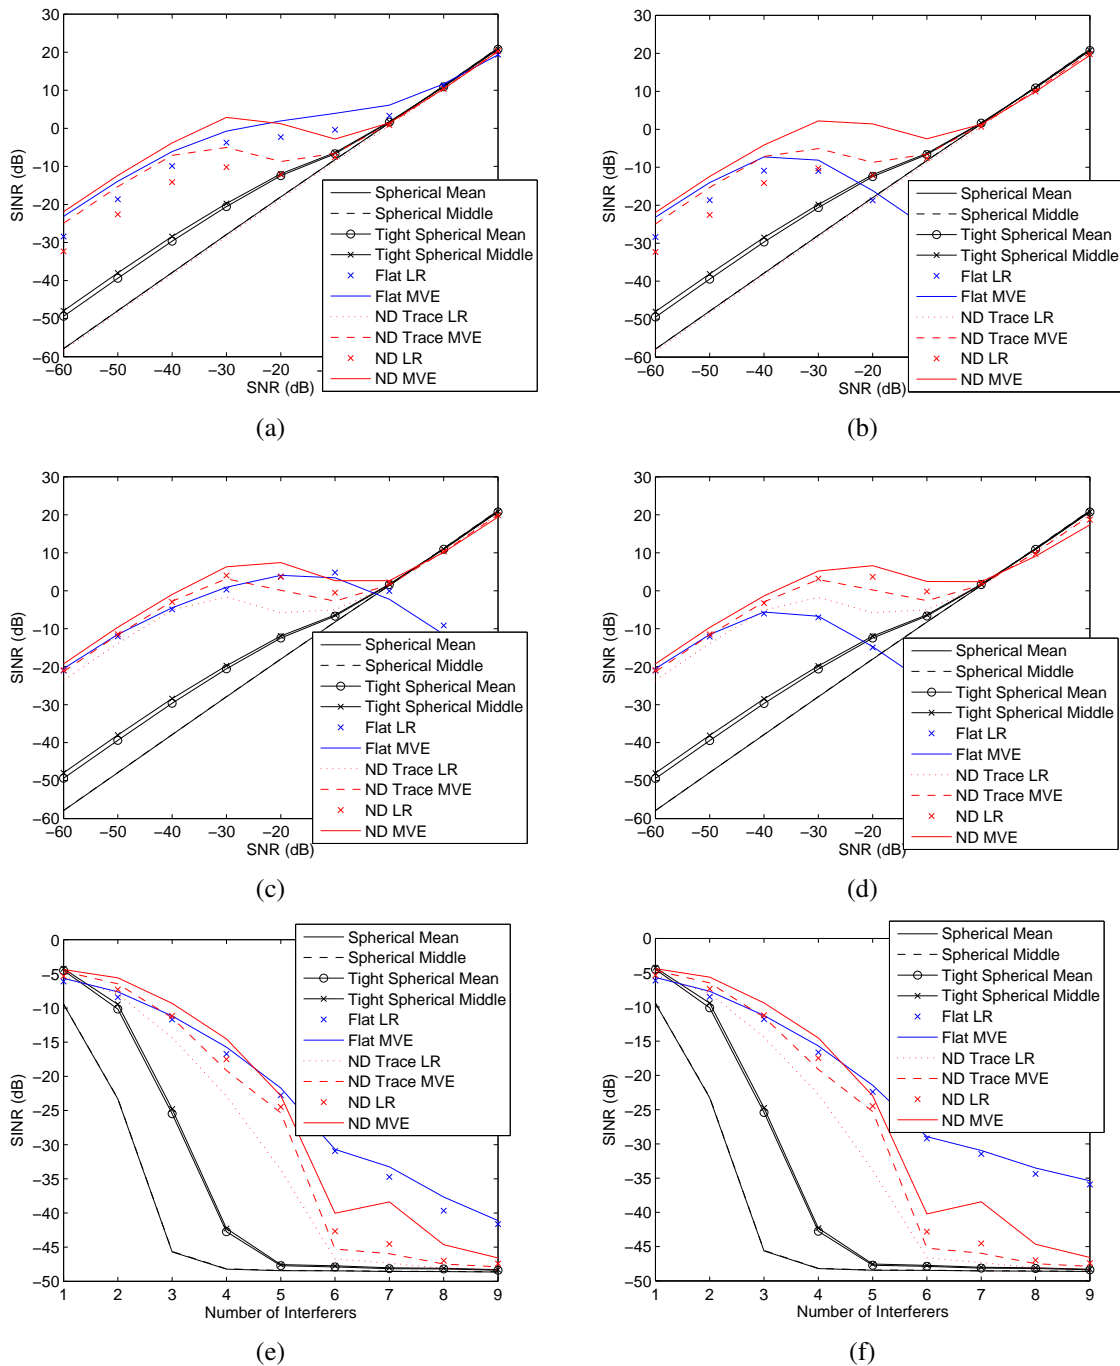 30
20
10
0
−10
−20
−30
−40
−50
−60
SINR (dB)
−60 −50 −40 −30 −20
SNR (dB)
Spherical Mean
Spherical Middle
Tight Spherical Mean
Tight Spherical Middle
Flat LR
Flat MVE
ND Trace LR
ND Trace MVE
ND LR
ND MVE
(a)
30
20
10
0
−10
−20
−30
−40
−50
−60
SINR (dB)
−60 −50 −40 −30 −20
SNR (dB)
Spherical Mean
Spherical Middle
Tight Spherical Mean
Tight Spherical Middle
Flat LR
Flat MVE
ND Trace LR
ND Trace MVE
ND LR
ND MVE
(b)
30
20
10
0
−10
−20
−30
−40
−50
−60
SINR (dB)
−60 −50 −40 −30 −20
SNR (dB)
Spherical Mean
Spherical Middle
Tight Spherical Mean
Tight Spherical Middle
Flat LR
Flat MVE
ND Trace LR
ND Trace MVE
ND LR
ND MVE
(c)
30
20
10
0
−10
−20
−30
−40
−50
−60
SINR (dB)
−60 −50 −40 −30 −20
SNR (dB)
Spherical Mean
Spherical Middle
Tight Spherical Mean
Tight Spherical Middle
Flat LR
Flat MVE
ND Trace LR
ND Trace MVE
ND LR
ND MVE
(d)
0
−5
−10
−15
−20
−25
−30
−35
−40
−45
−50
SINR (dB)
1 2 3 4 5 6 7 8 9
Number of Interferers
Spherical Mean
Spherical Middle
Tight Spherical Mean
Tight Spherical Middle
Flat LR
Flat MVE
ND Trace LR
ND Trace MVE
ND LR
ND MVE
(e)
0
−5
−10
−15
−20
−25
−30
−35
−40
−45
−50
SINR (dB)
1 2 3 4 5 6 7 8 9
Number of Interferers
Spherical Mean
Spherical Middle
Tight Spherical Mean
Tight Spherical Middle
Flat LR
Flat MVE
ND Trace LR
ND Trace MVE
ND LR
ND MVE
(f)